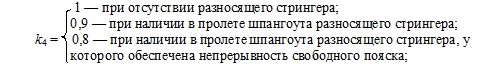 1 — при отсутствии разносящего стрингера;
0,9 — при наличии в пролете шпангоута разносящего стрингера;
k4 = 0,8 — при наличии в пролете шпангоута разносящего стрингера, у
которого обеспечена непрерывность свободного пояска;